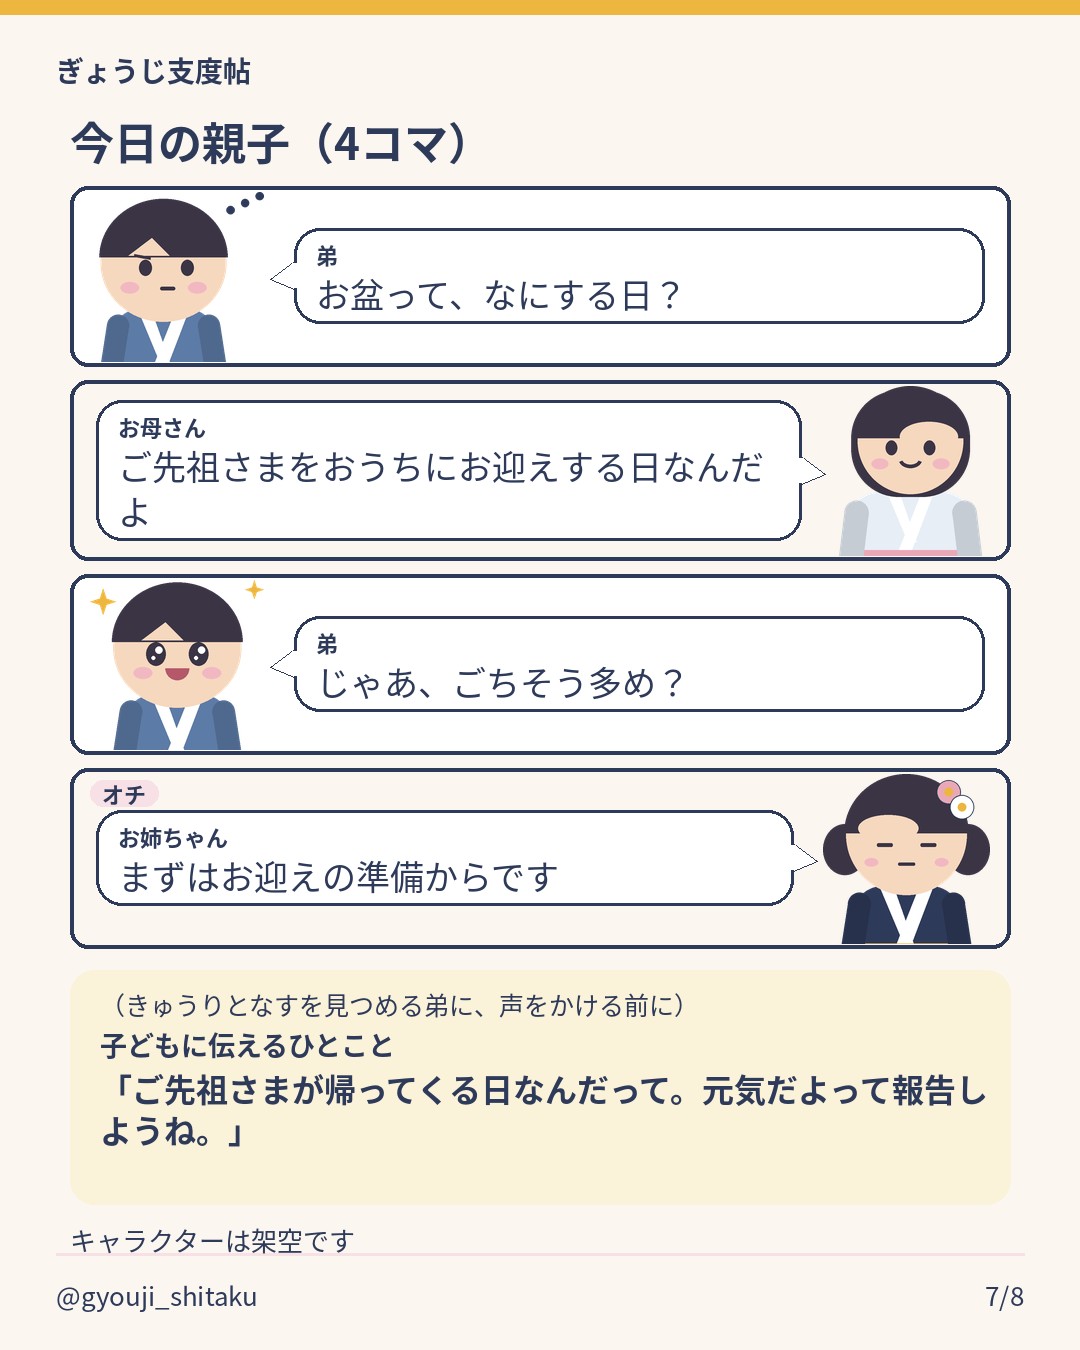 ぎょうじ支度帖
今日の親子（4コマ）
弟
お盆って、なにする日？
お母さん
ご先祖さまをおうちにお迎えする日なんだ
よ
弟
じゃあ、ごちそう多め？
オチ
お姉ちゃん
まずはお迎えの準備からです
（きゅうりとなすを見つめる弟に、声をかける前に）
子どもに伝えるひとこと
「ご先祖さまが帰ってくる日なんだって。元気だよって報告し
ようね。」
キャラクターは架空です
@gyouji_shitaku
7/8